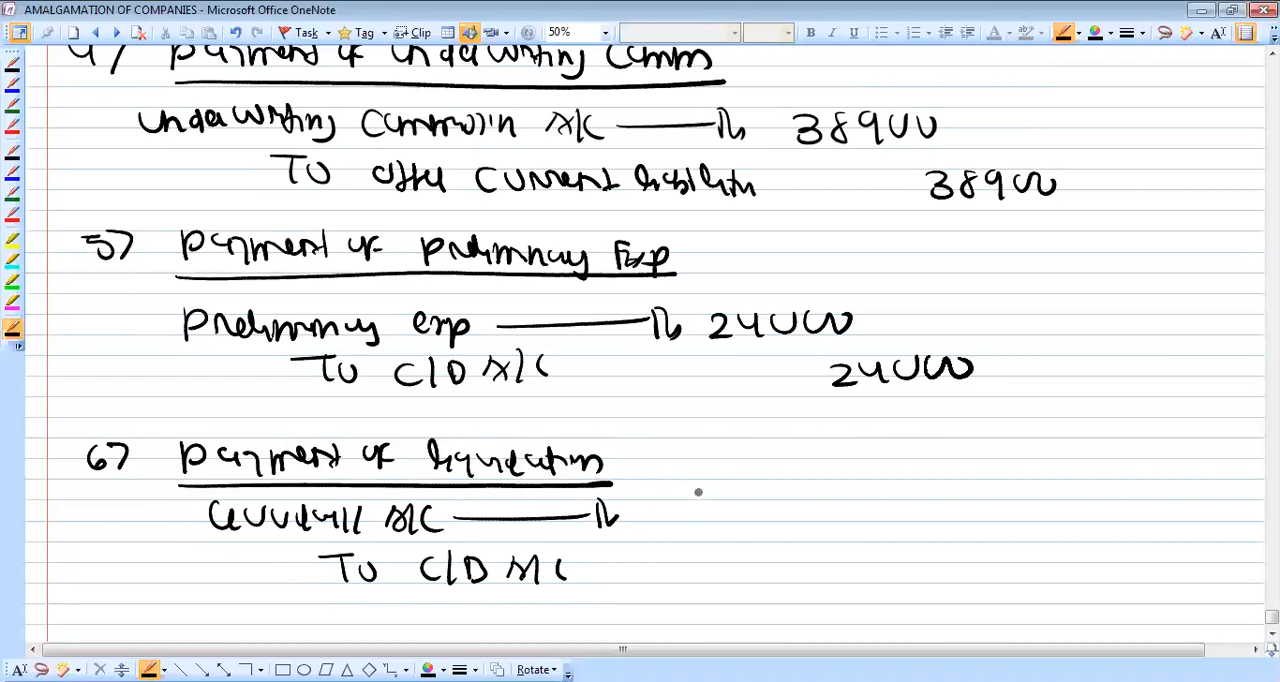 AMALGAMATION OF COMPANIES - Microsoft Office OneNote
Task Tag Clip 50%
4) Payment of Underwriting Comms
Underwriting Commission A/C Dr 38900
To other current liability 38900
5) Payment of preliminary Exp
Preliminary exp Dr 24000
To C/D A/C 24000
6) Payment of liquidation
Goodwill A/C Dr
To C/D A/C
Rotate